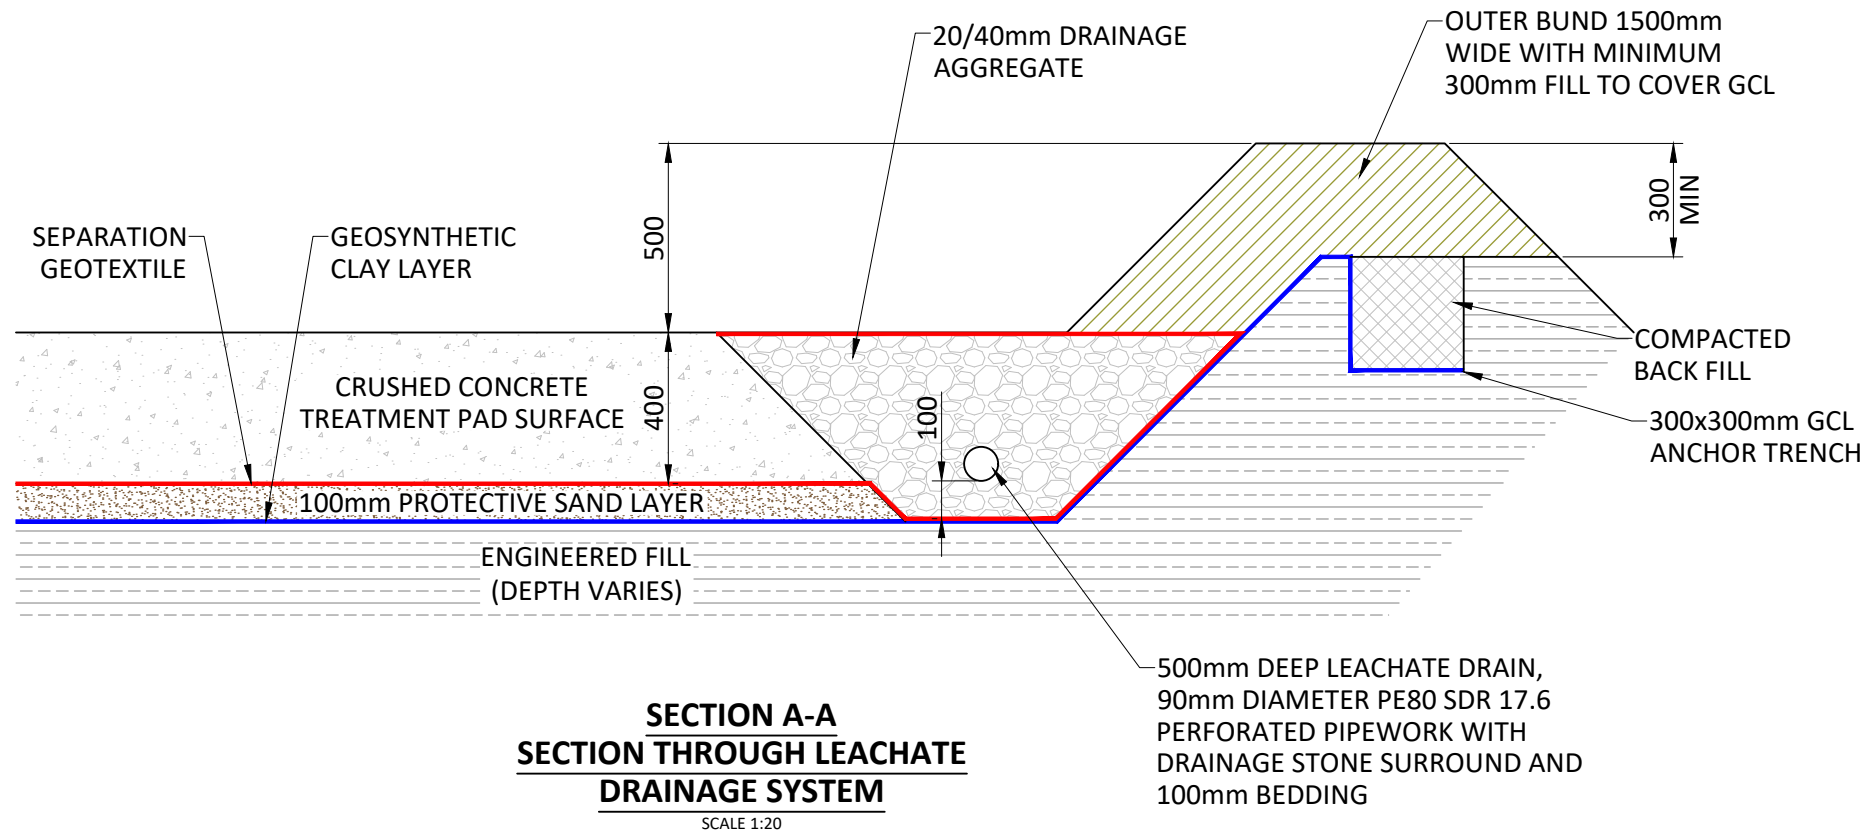 20/40mm DRAINAGE
AGGREGATE
OUTER BUND 1500mm
WIDE WITH MINIMUM
300mm FILL TO COVER GCL
SEPARATION
GEOTEXTILE
GEOSYNTHETIC
CLAY LAYER
500
300
MIN
CRUSHED CONCRETE
TREATMENT PAD SURFACE
400
100
COMPACTED
BACK FILL
300x300mm GCL
ANCHOR TRENCH
100mm PROTECTIVE SAND LAYER
ENGINEERED FILL
(DEPTH VARIES)
500mm DEEP LEACHATE DRAIN,
90mm DIAMETER PE80 SDR 17.6
PERFORATED PIPEWORK WITH
DRAINAGE STONE SURROUND AND
100mm BEDDING
SECTION A-A
SECTION THROUGH LEACHATE
DRAINAGE SYSTEM
SCALE 1:20